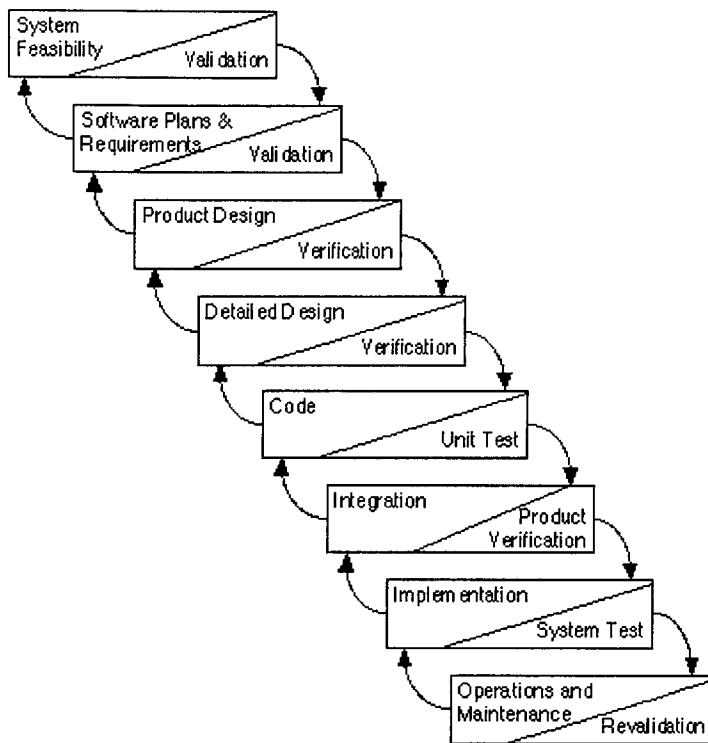 System
Feasibility
Validation
Software Plans &
Requirements
Validation
Product Design
Verification
Detailed Design
Verification
Code
Unit Test
Integration
Product
Verification
Implementation
System Test
Operations and
Maintenance
Revalidation